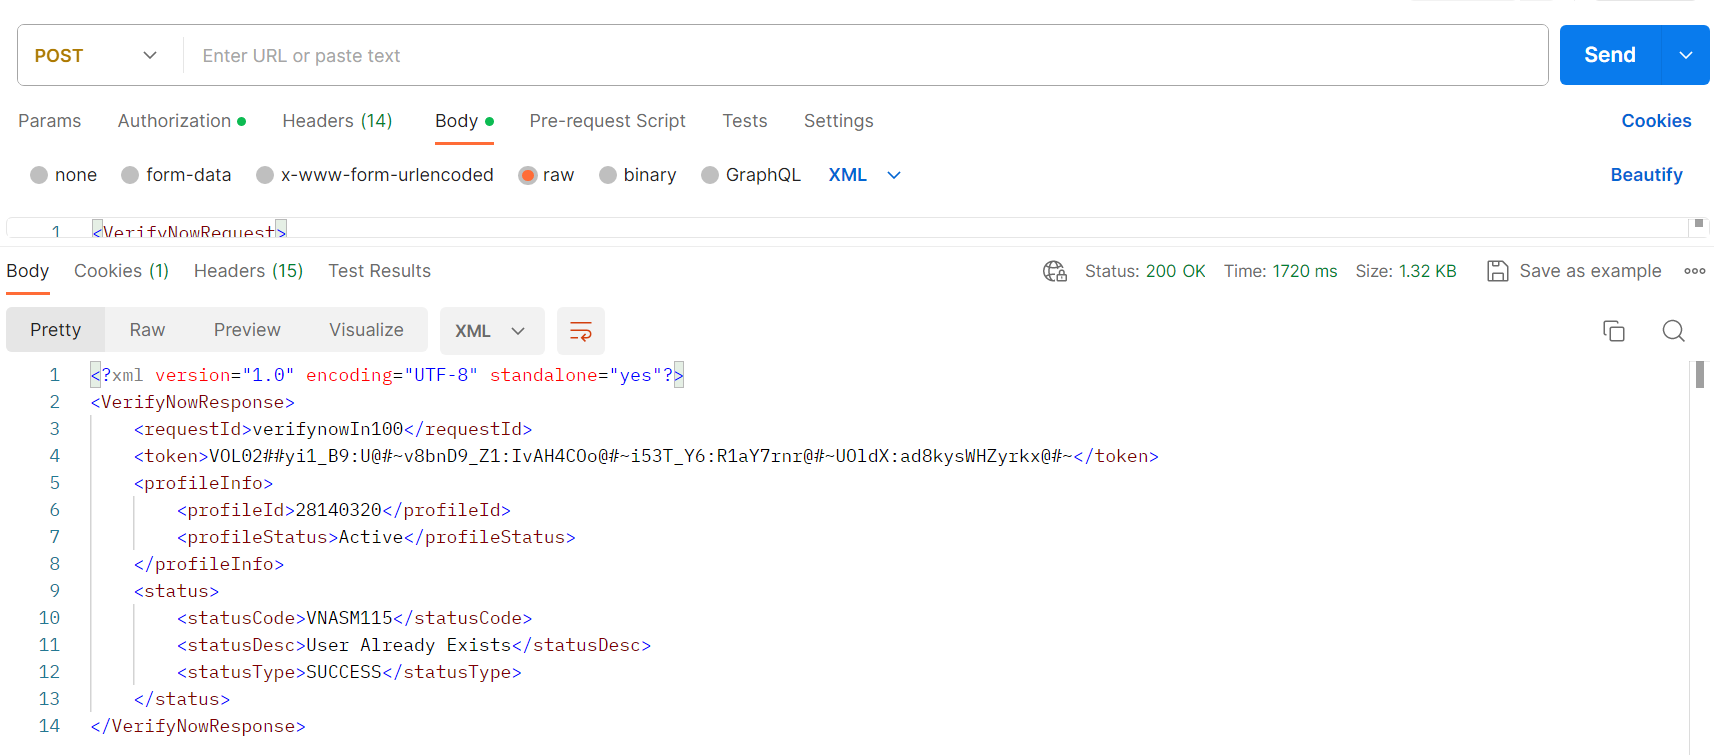 POST Enter URL or paste text Send
Params Authorization Headers (14) Body Pre-request Script Tests Settings Cookies
none form-data x-www-form-urlencoded raw binary GraphQL XML Beautify
1 <VerifyNowRequest>
Body Cookies (1) Headers (15) Test Results Status: 200 OK Time: 1720 ms Size: 1.32 KB Save as example
Pretty Raw Preview Visualize XML
1 <?xml version="1.0" encoding="UTF-8" standalone="yes"?>
2 <VerifyNowResponse>
3 <requestId>verifynowIn100</requestId>
4 <token>VOL02##yi1_B9:U@#~v8bnD9_Z1:IvAH4COo@#~i53T_Y6:R1aY7rnr@#~UOldX:ad8kysWHZyrkx@#~</token>
5 <profileInfo>
6 <profileId>28140320</profileId>
7 <profileStatus>Active</profileStatus>
8 </profileInfo>
9 <status>
10 <statusCode>VNASM115</statusCode>
11 <statusDesc>User Already Exists</statusDesc>
12 <statusType>SUCCESS</statusType>
13 </status>
14 </VerifyNowResponse>